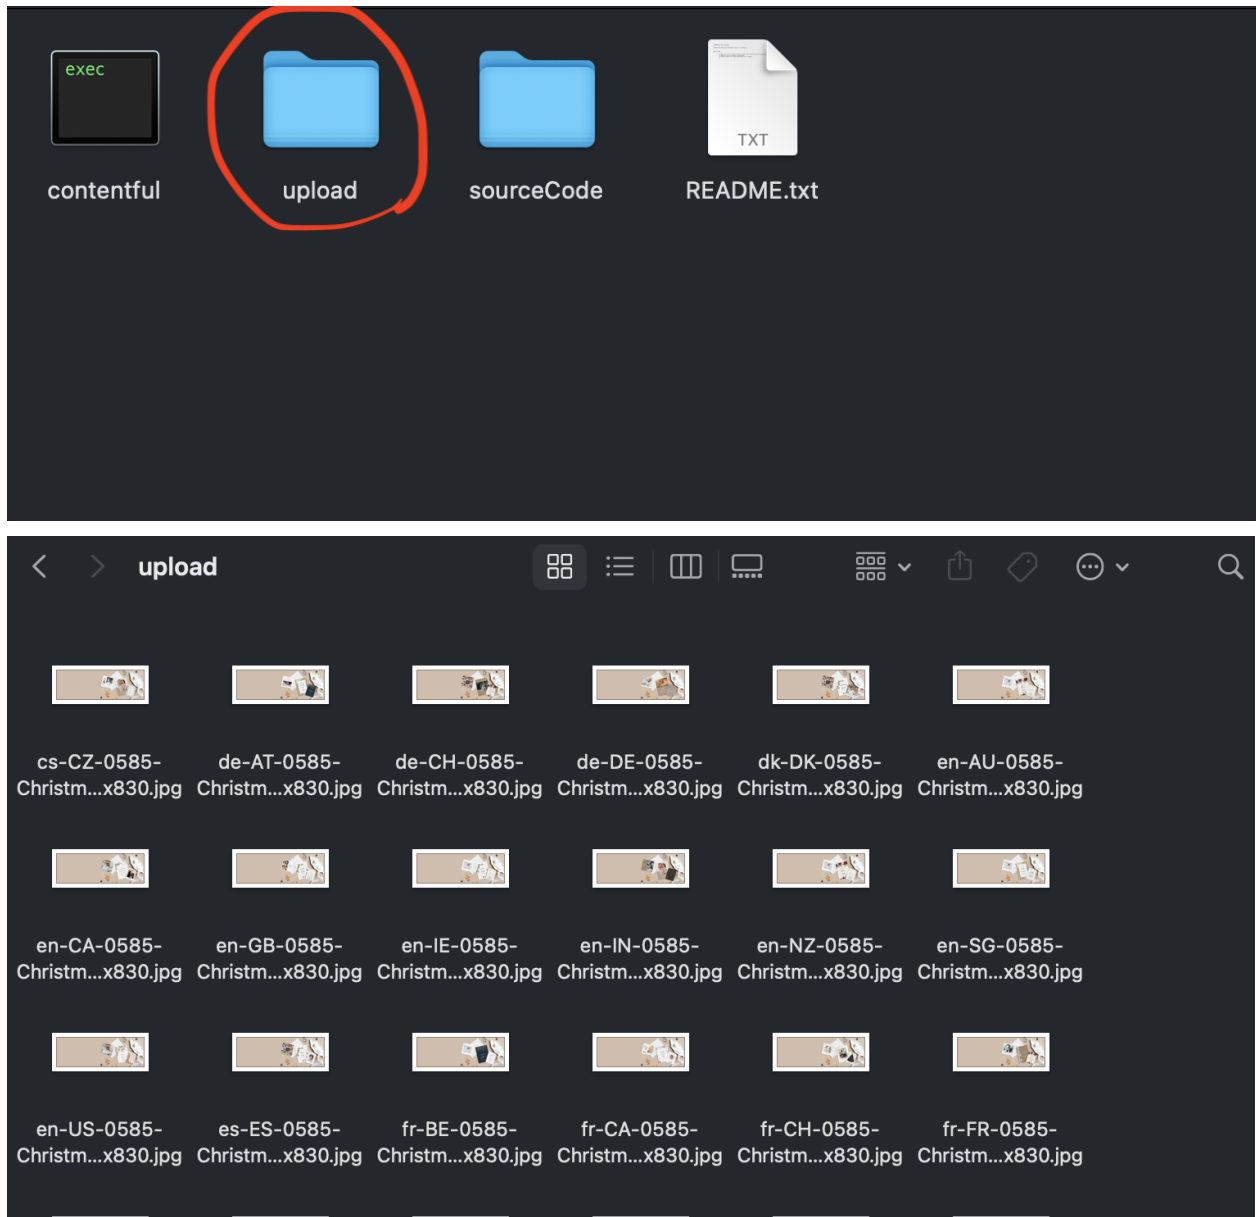 exec
contentful
upload
sourceCode
TXT
README.txt
upload
cs-CZ-0585-
Christm...x830.jpg
de-AT-0585-
Christm...x830.jpg
de-CH-0585-
Christm...x830.jpg
de-DE-0585-
Christm...x830.jpg
dk-DK-0585-
Christm...x830.jpg
en-AU-0585-
Christm...x830.jpg
en-CA-0585-
Christm...x830.jpg
en-GB-0585-
Christm...x830.jpg
en-IE-0585-
Christm...x830.jpg
en-IN-0585-
Christm...x830.jpg
en-NZ-0585-
Christm...x830.jpg
en-SG-0585-
Christm...x830.jpg
en-US-0585-
Christm...x830.jpg
es-ES-0585-
Christm...x830.jpg
fr-BE-0585-
Christm...x830.jpg
fr-CA-0585-
Christm...x830.jpg
fr-CH-0585-
Christm...x830.jpg
fr-FR-0585-
Christm...x830.jpg